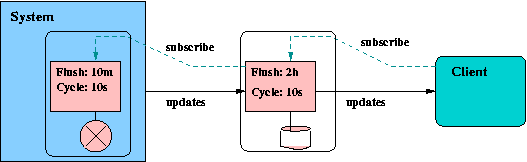 System
subscribe
subscribe
Flush: 10m
Cycle: 10s
Flush: 2h
Cycle: 10s
Client
updates
updates